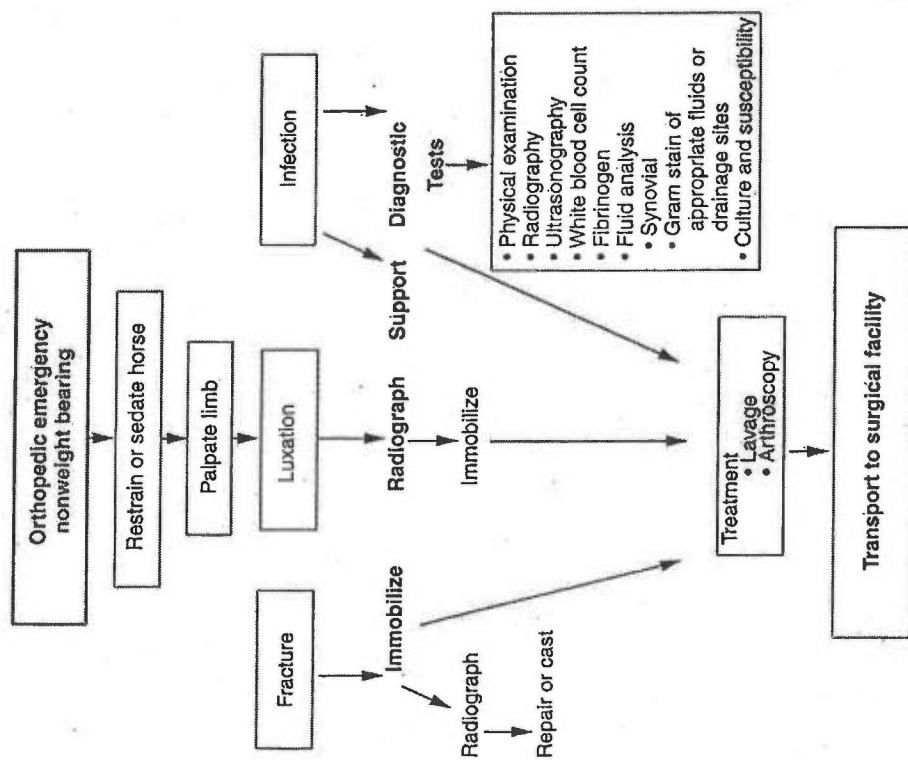 Orthopedic emergency
nonweight bearing
Restrain or sedate horse
Palpate limb
Fracture
Luxation
Infection
Immobilize
Radiograph
Support
Diagnostic
Tests
Radiograph
Repair or cast
Immobilize
• Physical examination
• Radiography
• Ultrasonography
• White blood cell count
• Fibrinogen
• Fluid analysis
• Synovial
• Gram stain of
appropriate fluids or
drainage sites
• Culture and susceptibility
Treatment
• Lavage
• Arthroscopy
Transport to surgical facility